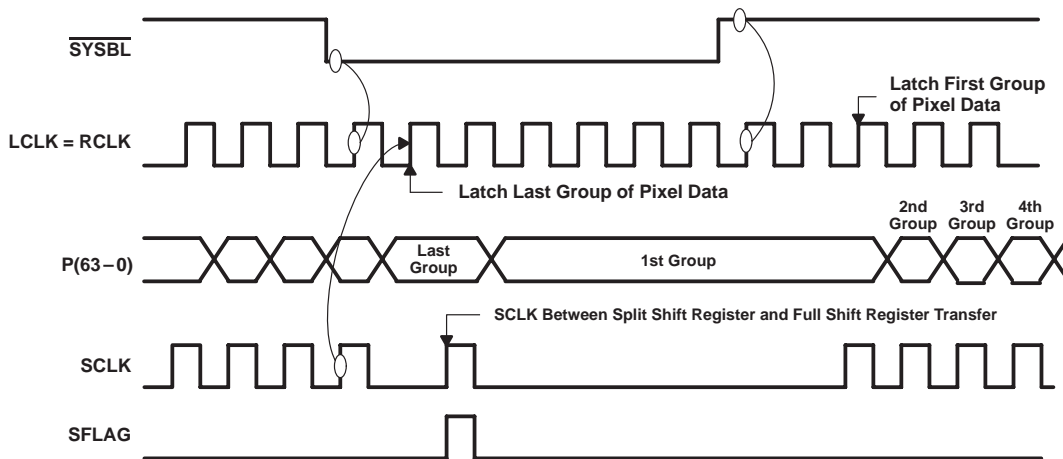 SYSBL
Latch First Group
of Pixel Data
LCLK = RCLK
Latch Last Group of Pixel Data
2nd
Group
3rd
Group
4th
Group
P(63−0)
Last
Group
1st Group
SCLK Between Split Shift Register and Full Shift Register Transfer
SCLK
SFLAG